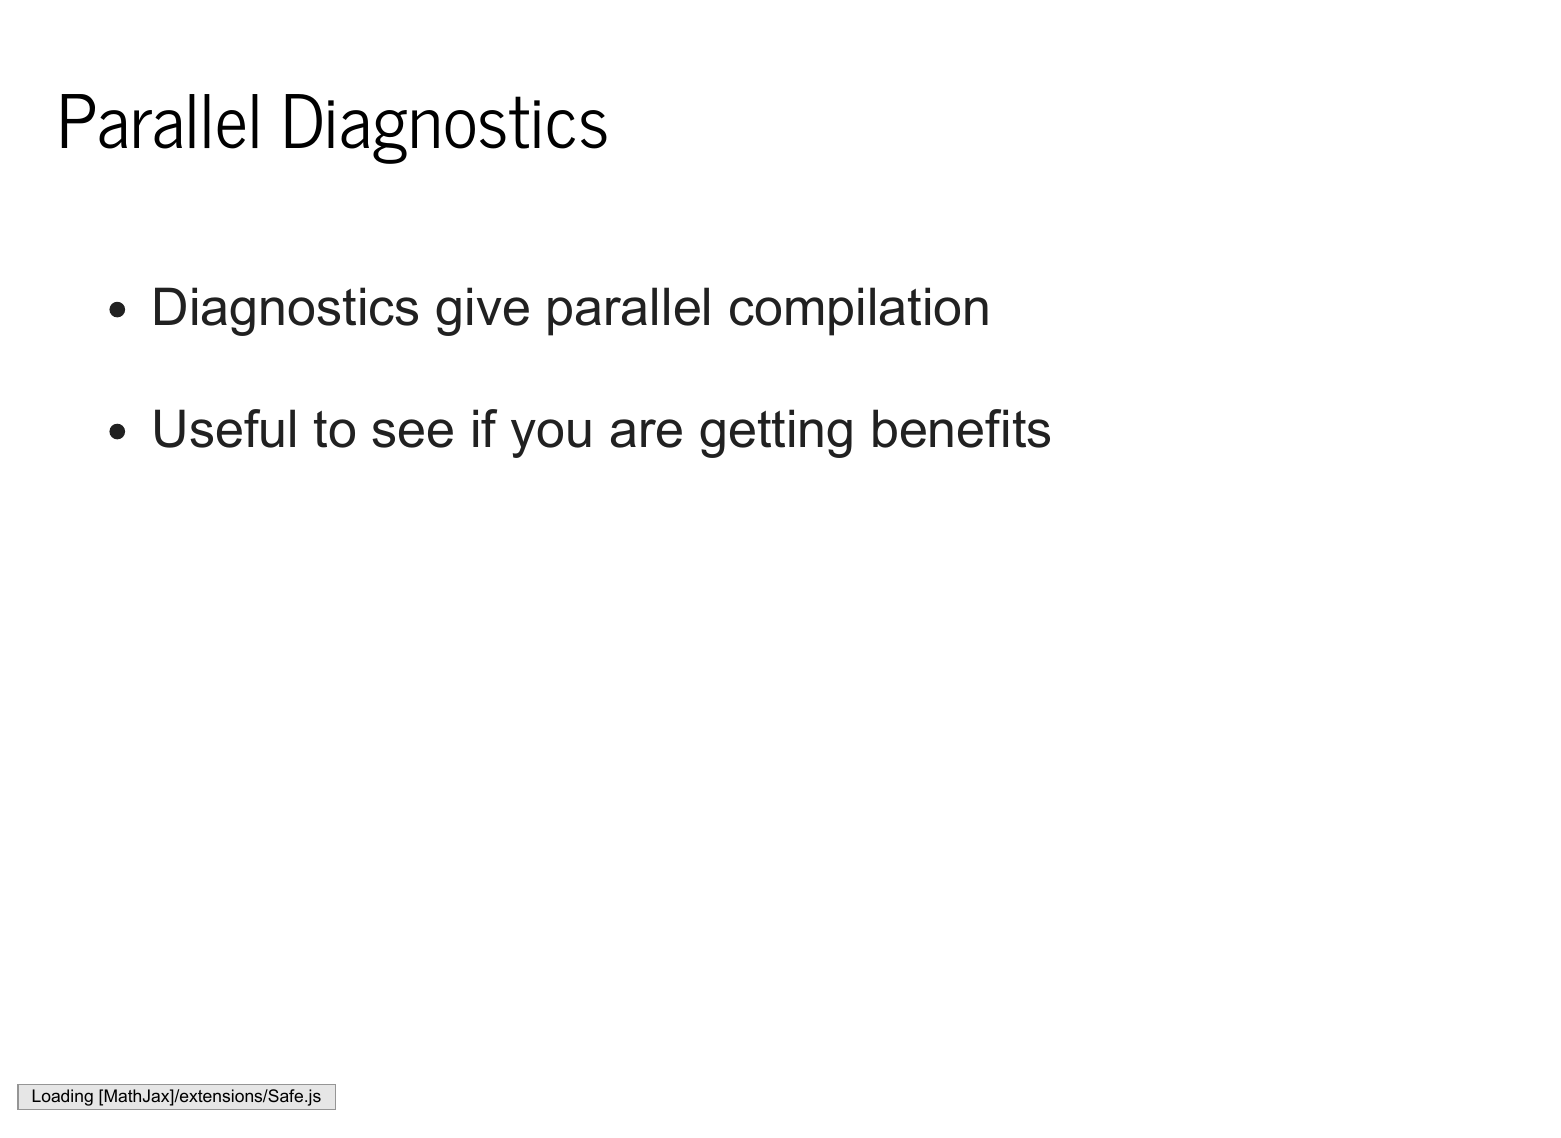 Parallel Diagnostics
• Diagnostics give parallel compilation
• Useful to see if you are getting benefits
Loading [MathJax]/extensions/Safe.js